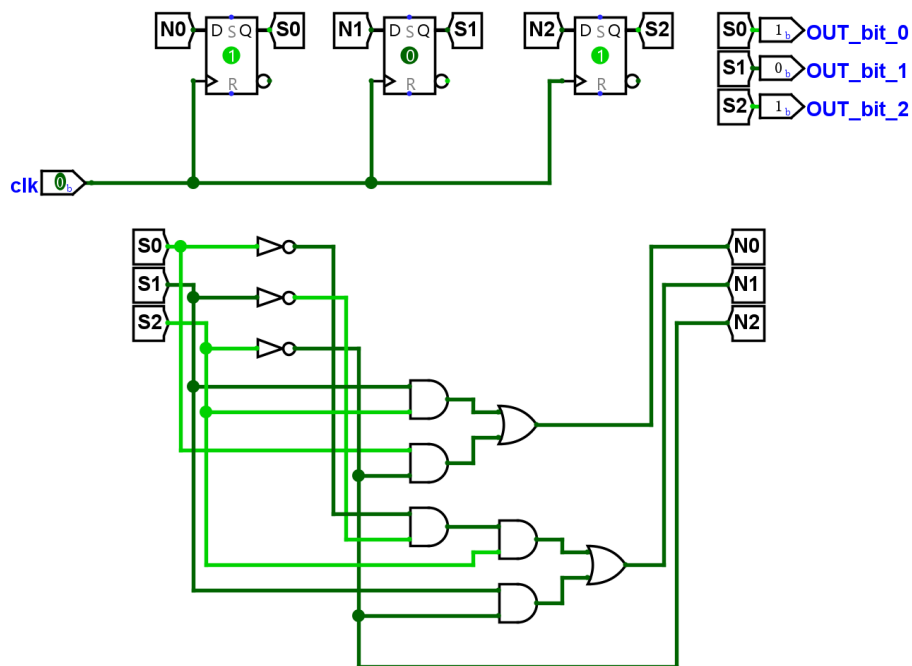 N0 D S Q S0 N1 D S Q S1 N2 D S Q S2 S0 1b OUT_bit_0
1 0 1 S1 0b OUT_bit_1
R R R S2 1b OUT_bit_2
clk 0b
S0 N0
S1 N1
S2 N2